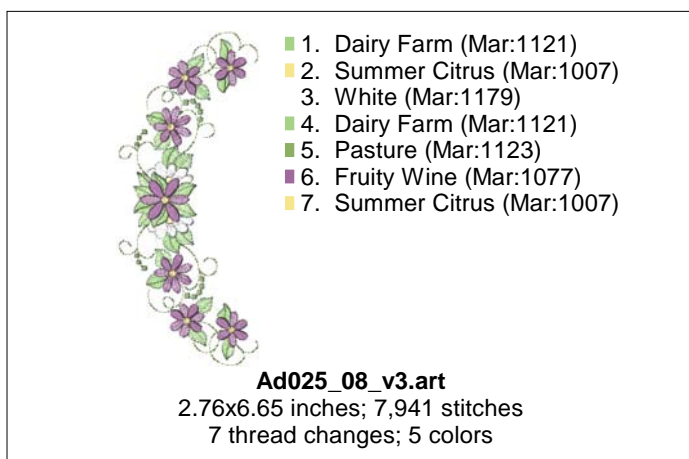 1. Dairy Farm (Mar:1121)
2. Summer Citrus (Mar:1007)
3. White (Mar:1179)
4. Dairy Farm (Mar:1121)
5. Pasture (Mar:1123)
6. Fruity Wine (Mar:1077)
7. Summer Citrus (Mar:1007)
Ad025_08_v3.art
2.76x6.65 inches; 7,941 stitches
7 thread changes; 5 colors